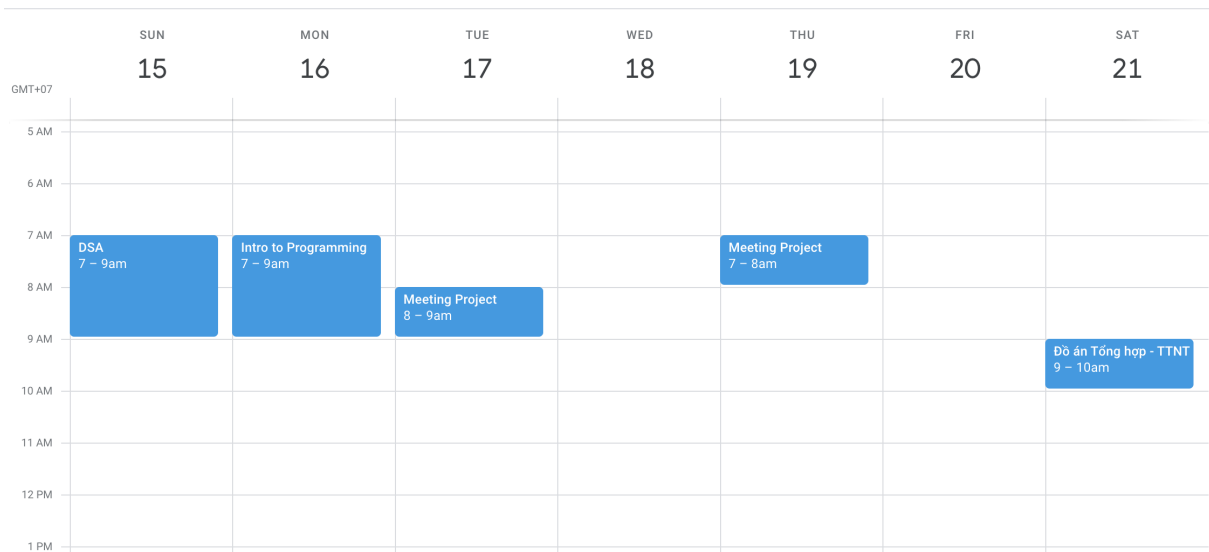 SUN MON TUE WED THU FRI SAT
15 16 17 18 19 20 21
GMT+07
5 AM
6 AM
7 AM
DSA
7 – 9am
Intro to Programming
7 – 9am
Meeting Project
7 – 8am
8 AM
Meeting Project
8 – 9am
9 AM
Đồ án Tổng hợp - TTNT
9 – 10am
10 AM
11 AM
12 PM
1 PM